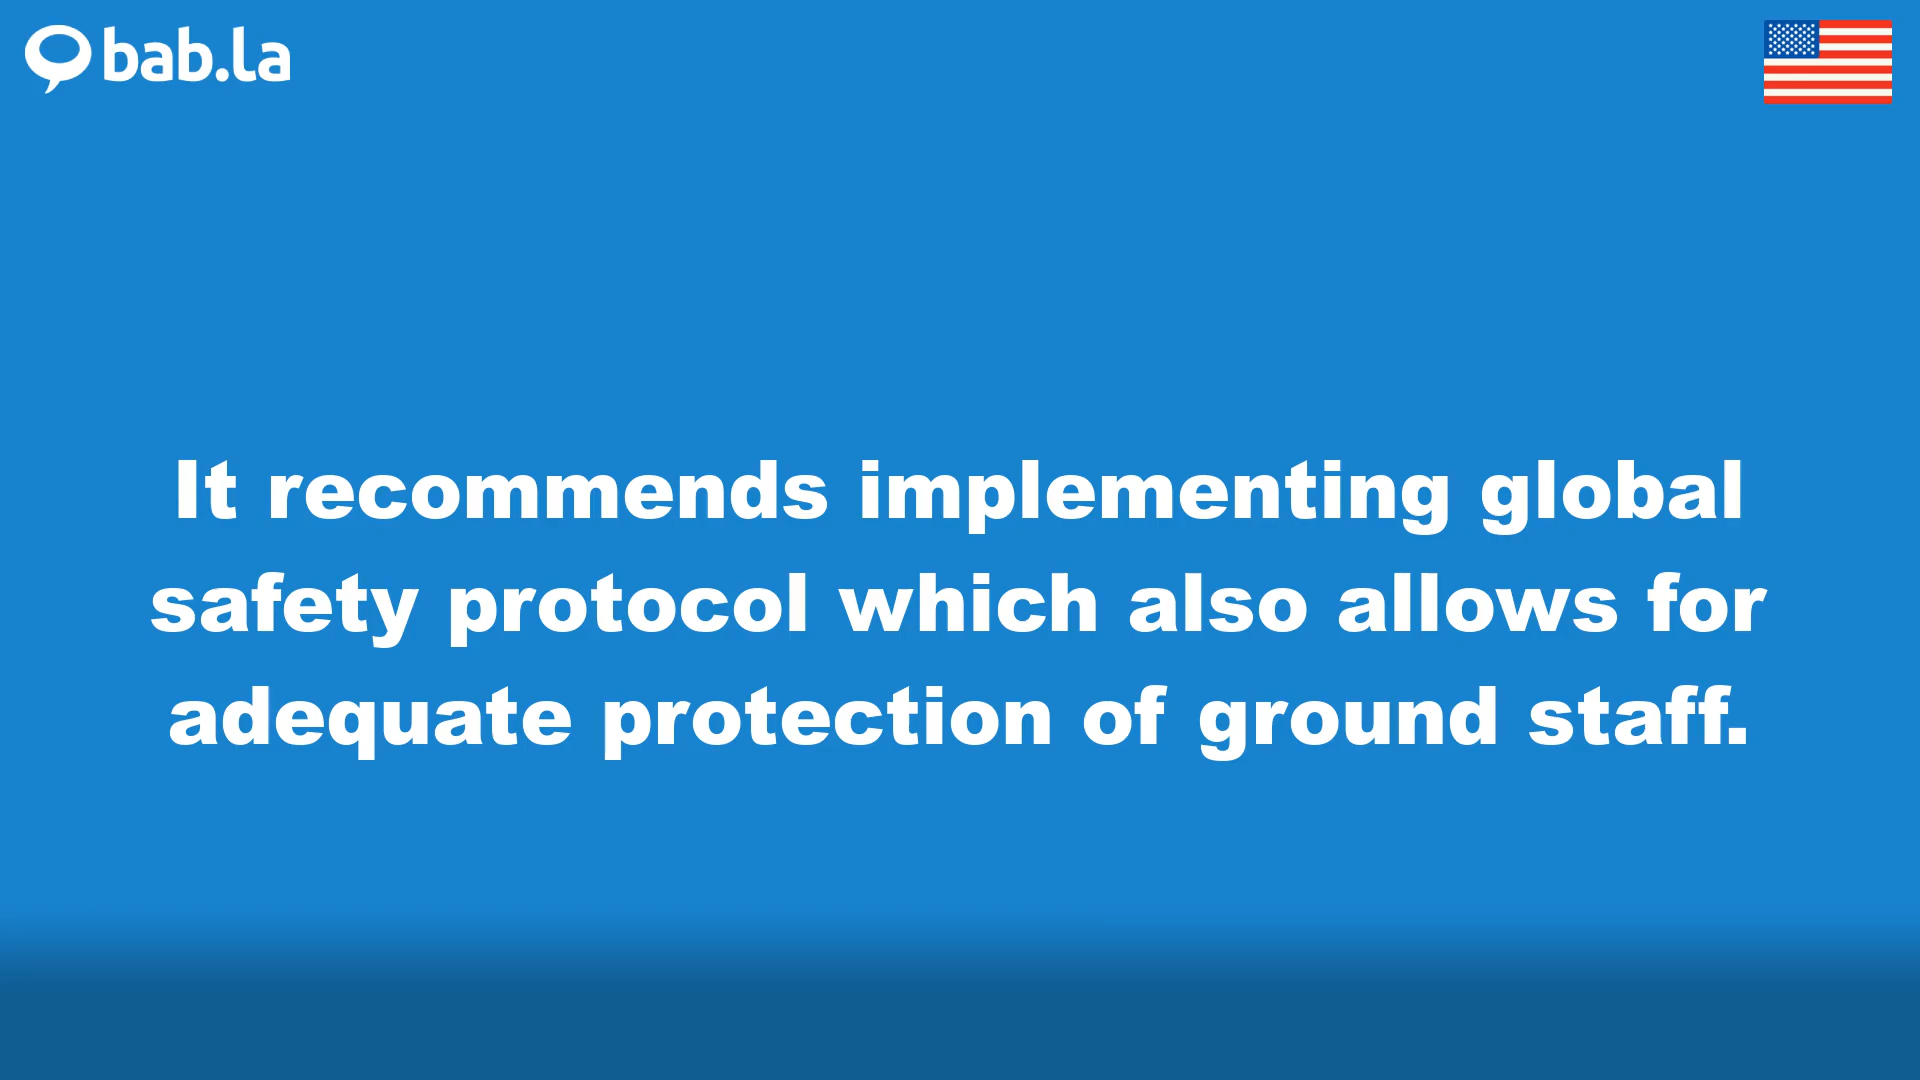 bab.la
It recommends implementing global
safety protocol which also allows for
adequate protection of ground staff.